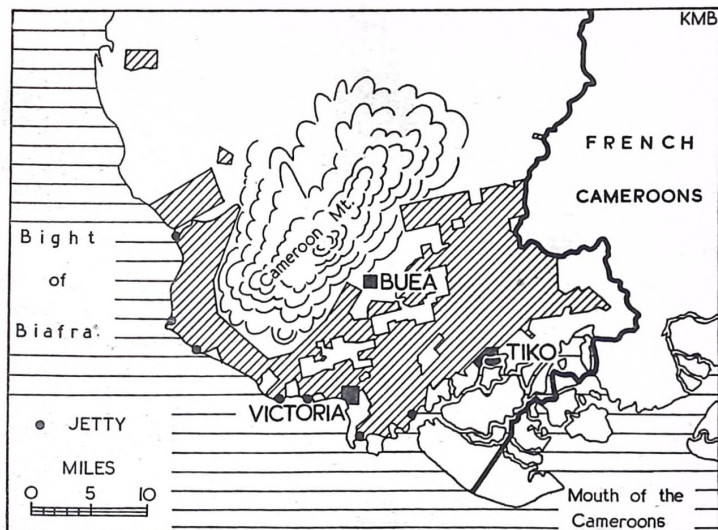 KMB
FRENCH
CAMEROONS
Cameroon Mt.
Bight
of
Biafra.
BUEA
TIKO
VICTORIA
JETTY
MILES
0 5 10
Mouth of the
Cameroons